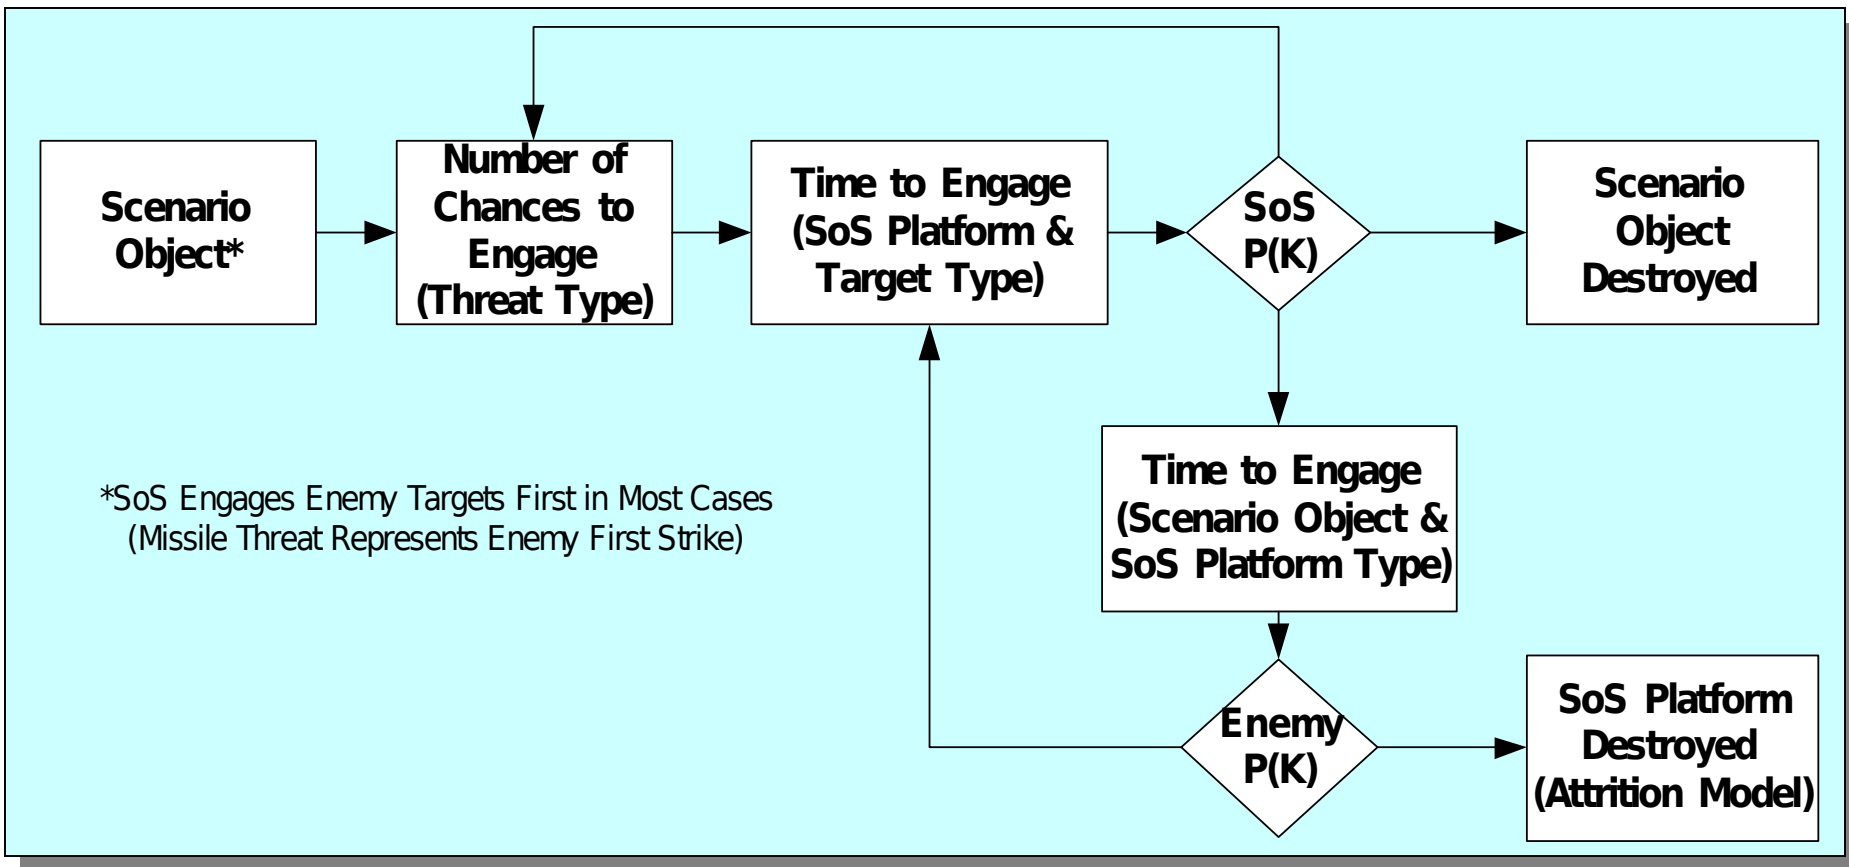 Scenario
Object*
Number of
Chances to
Engage
(Threat Type)
Time to Engage
(SoS Platform &
Target Type)
SoS
P(K)
Scenario
Object
Destroyed
*SoS Engages Enemy Targets First in Most Cases
(Missile Threat Represents Enemy First Strike)
Time to Engage
(Scenario Object &
SoS Platform Type)
Enemy
P(K)
SoS Platform
Destroyed
(Attrition Model)